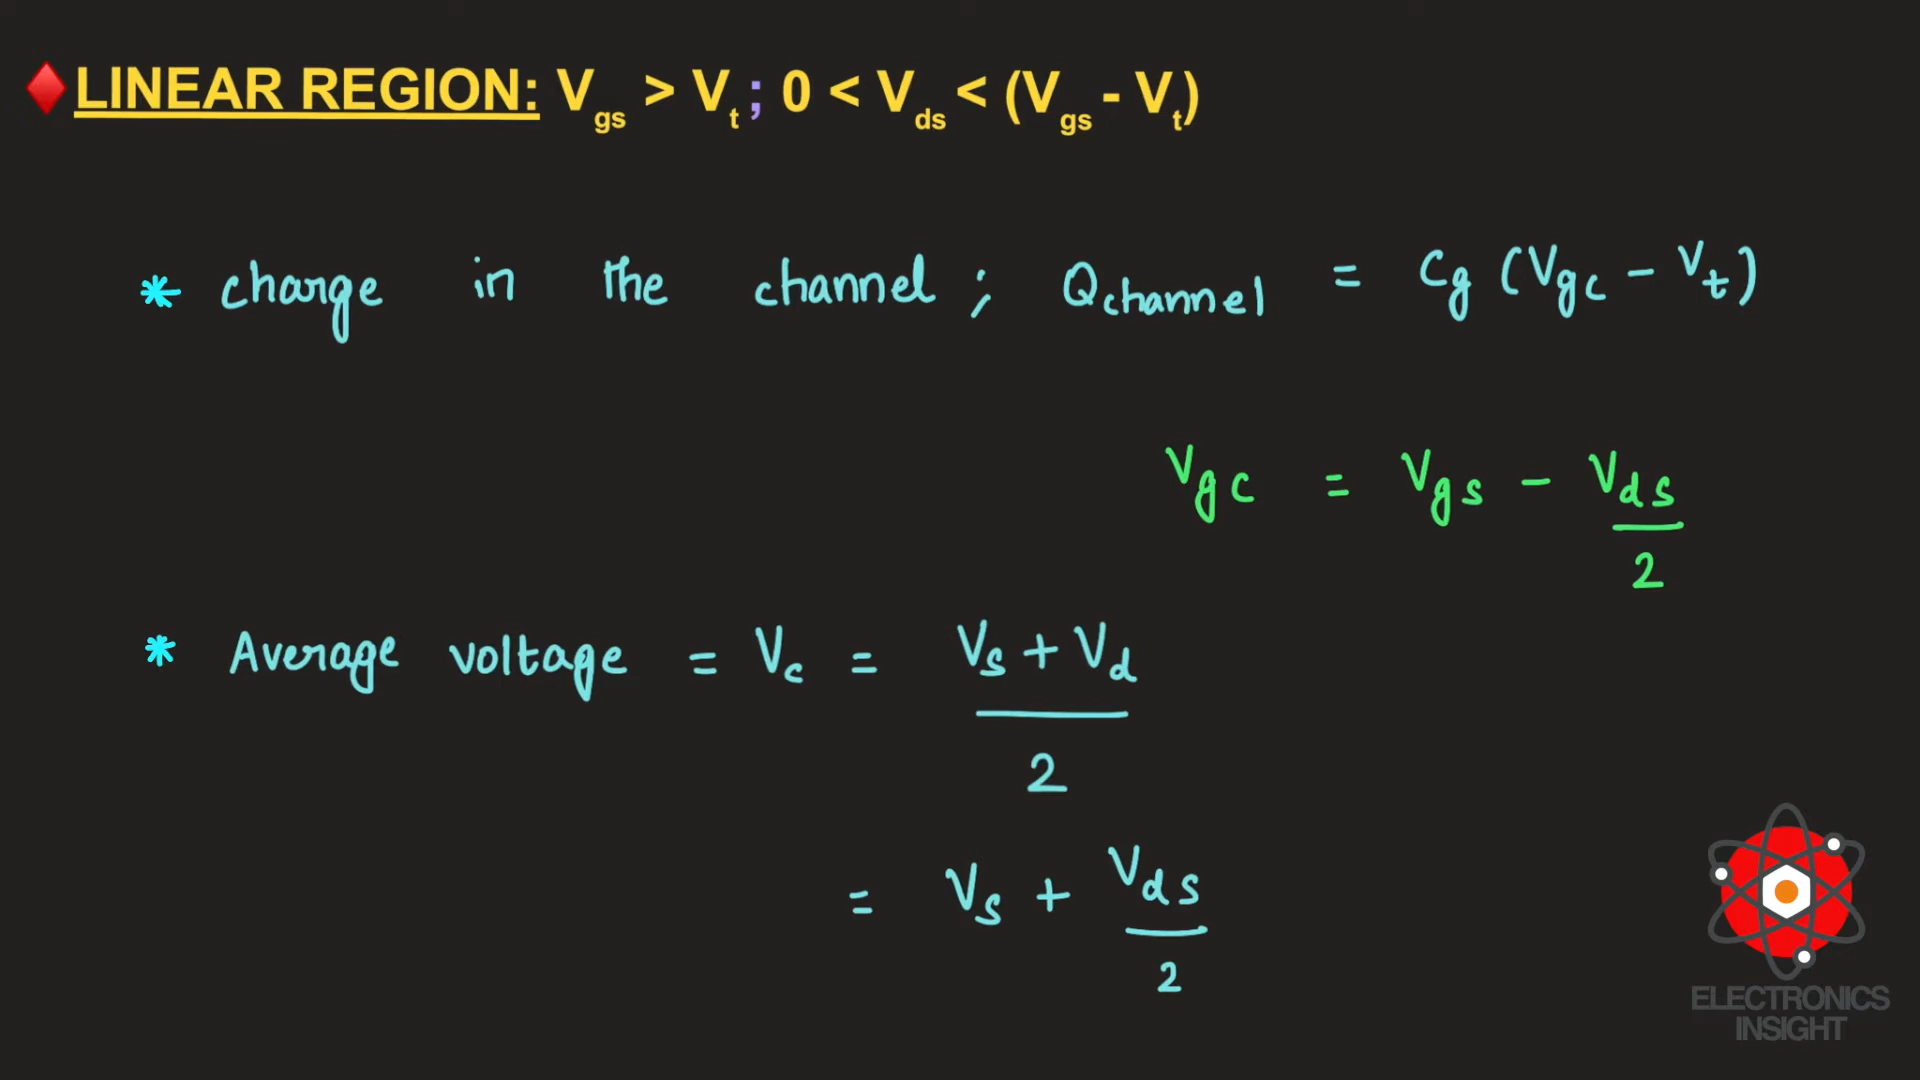 LINEAR REGION: Vgs > Vt ; 0 < Vds < (Vgs - Vt)
* charge in the channel ; Qchannel = Cg (Vgc - Vt)
Vgc = Vgs - Vds
2
* Average voltage = Vc = Vs + Vd
2
= Vs + Vds
2
ELECTRONICS
INSIGHT